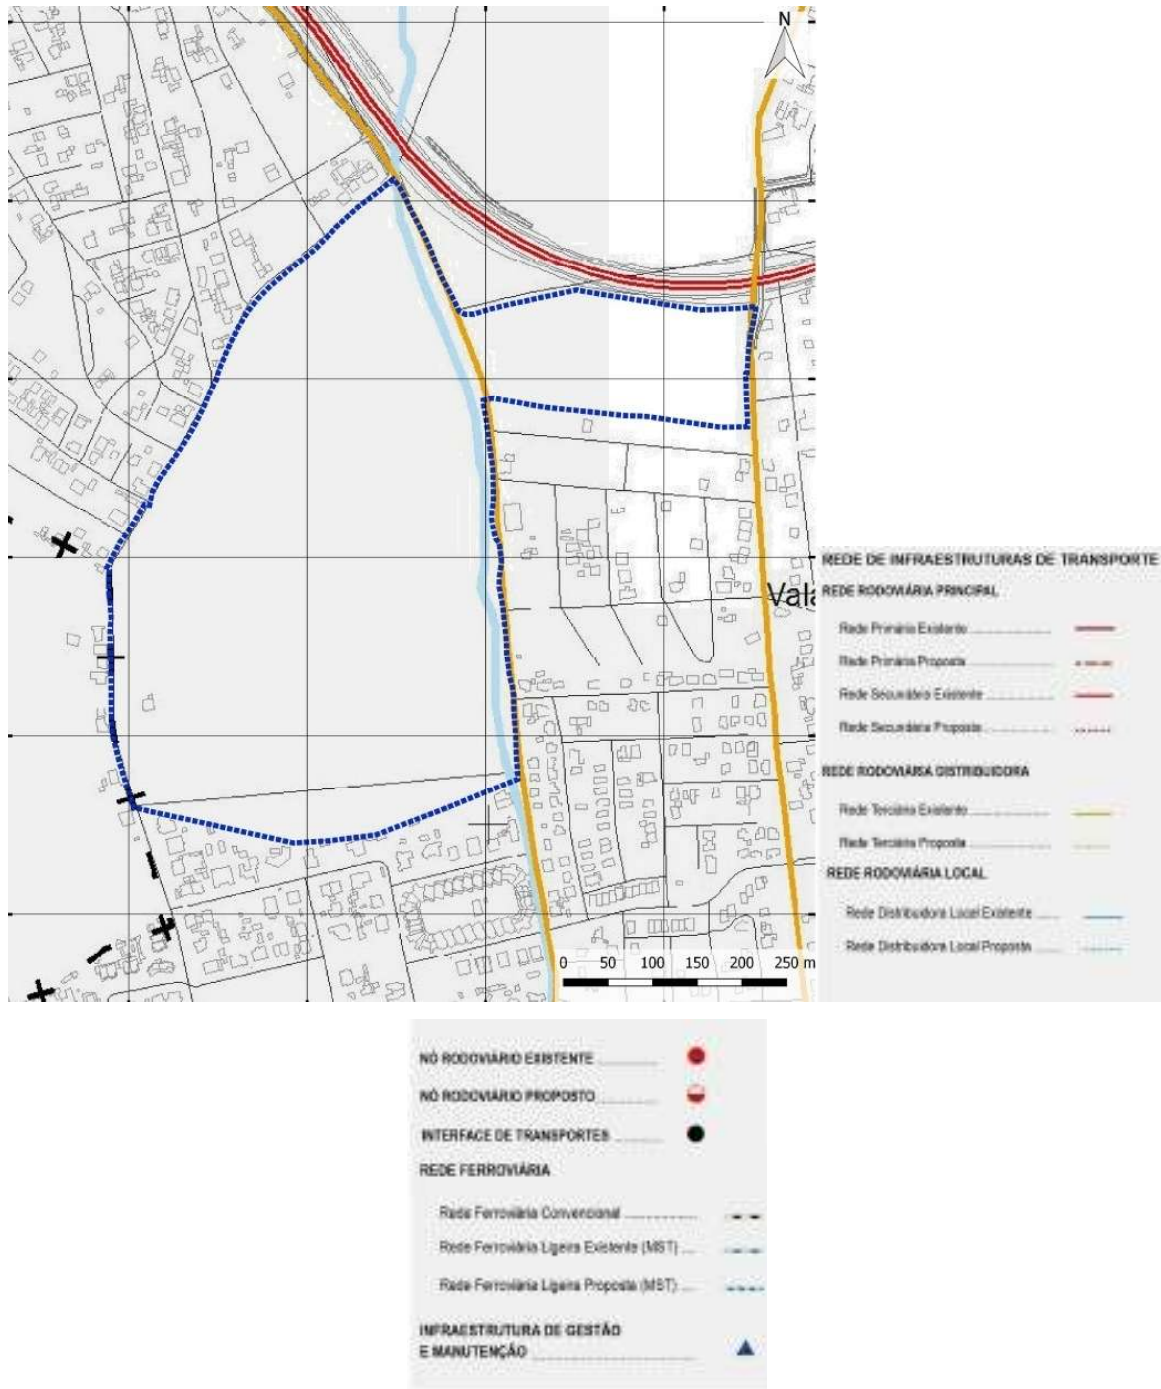 N
Vala
0 50 100 150 200 250 m
REDE DE INFRAESTRUTURAS DE TRANSPORTE
REDE RODOVIÁRIA PRINCIPAL
Rede Primária Existente
Rede Primária Proposta
Rede Secundária Existente
Rede Secundária Proposta
REDE RODOVIÁRIA DISTRIBUIDORA
Rede Terciária Existente
Rede Terciária Proposta
REDE RODOVIÁRIA LOCAL
Rede Distribuidora Local Existente
Rede Distribuidora Local Proposta
NÓ RODOVIÁRIO EXISTENTE
NÓ RODOVIÁRIO PROPOSTO
INTERFACE DE TRANSPORTES
REDE FERROVIÁRIA
Rede Ferroviária Convencional
Rede Ferroviária Ligeira Existente (MST)
Rede Ferroviária Ligeira Proposta (MST)
INFRAESTRUTURA DE GESTÃO
E MANUTENÇÃO